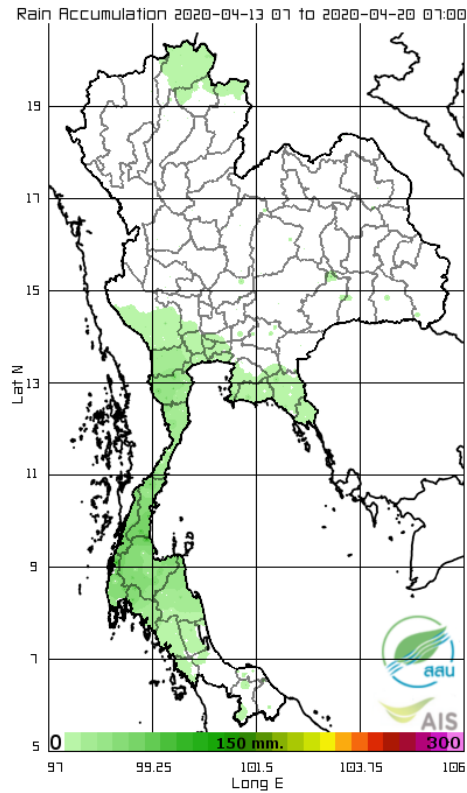 Rain Accumulation 2020-04-13 07 to 2020-04-20 07:00
19
17
15
Lat N
13
11
9
7
5
สสน
AIS
0 150 mm. 300
97 99.25 101.5 103.75 106
Long E